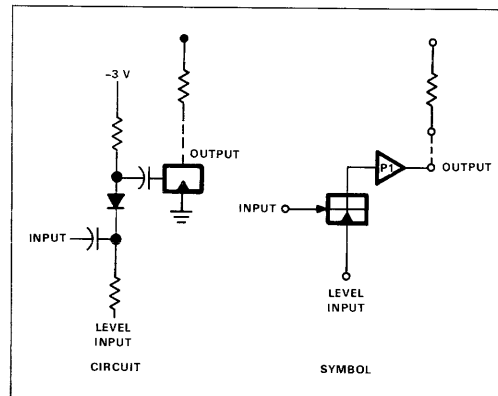 –3 V
OUTPUT
INPUT
LEVEL
INPUT
CIRCUIT
P1
OUTPUT
INPUT
LEVEL
INPUT
SYMBOL